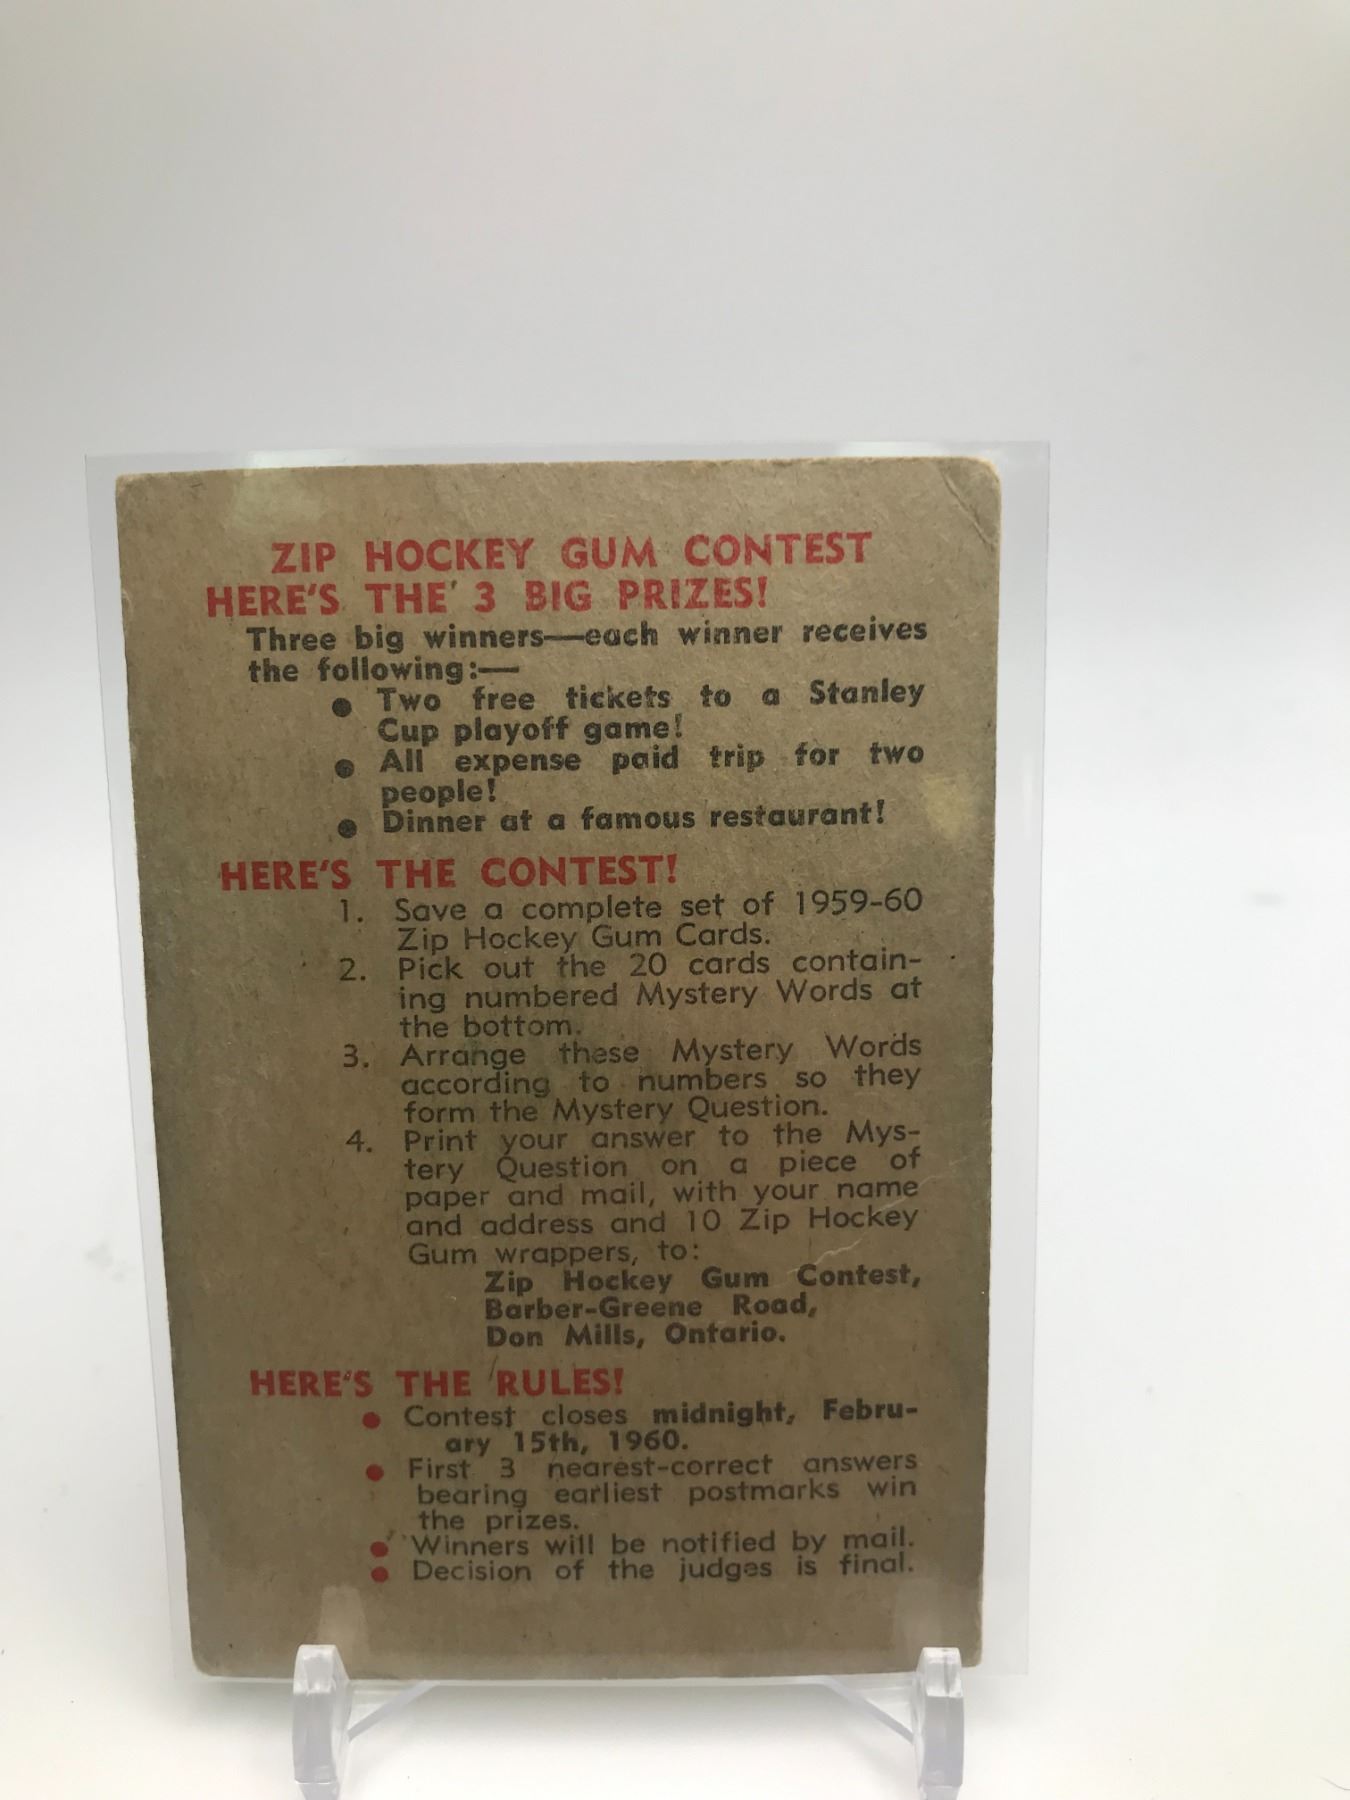 ZIP HOCKEY GUM CONTEST
HERE'S THE 3 BIG PRIZES!
Three big winners—each winner receives
the following:—
● Two free tickets to a Stanley
Cup playoff game!
● All expense paid trip for two
people!
● Dinner at a famous restaurant!
HERE'S THE CONTEST!
1. Save a complete set of 1959-60
Zip Hockey Gum Cards.
2. Pick out the 20 cards contain-
ing numbered Mystery Words at
the bottom.
3. Arrange these Mystery Words
according to numbers so they
form the Mystery Question.
4. Print your answer to the Mys-
tery Question on a piece of
paper and mail, with your name
and address and 10 Zip Hockey
Gum wrappers, to:
Zip Hockey Gum Contest,
Barber-Greene Road,
Don Mills, Ontario.
HERE'S THE RULES!
● Contest closes midnight, Febru-
ary 15th, 1960.
● First 3 nearest-correct answers
bearing earliest postmarks win
the prizes.
● Winners will be notified by mail.
● Decision of the judges is final.